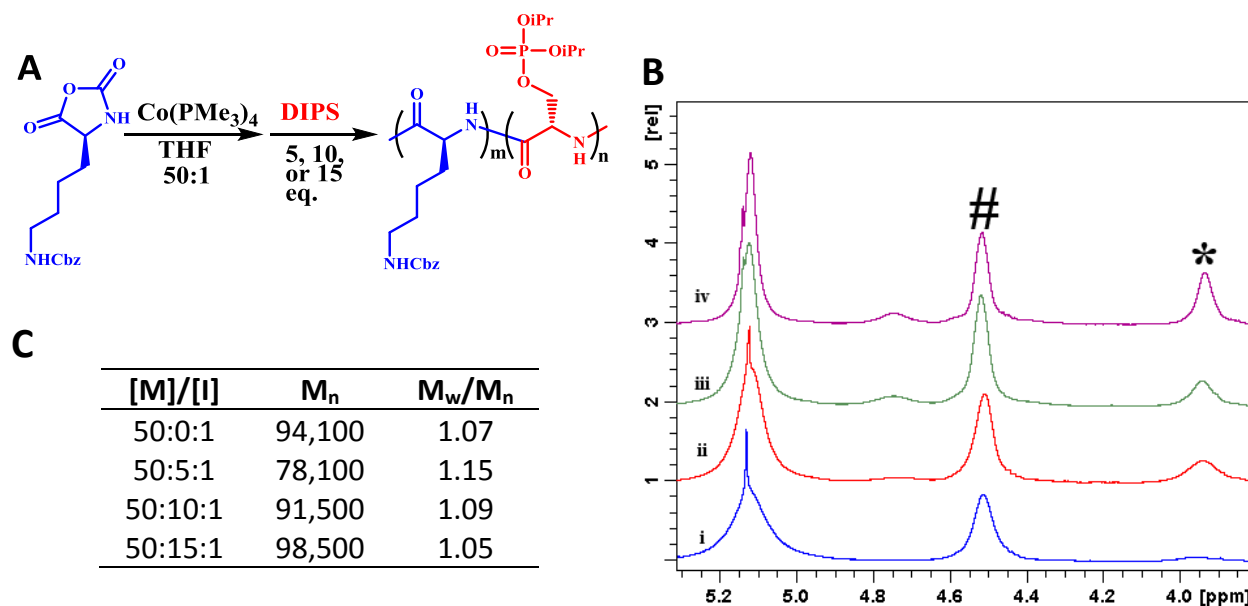 A
O
O
O
NH
NHCbz
Co(PMe₃)₄
THF
50:1
DIPS
5, 10,
or 15
eq.
OiPr
O=P-OiPr
O
O
H
N
m
O
N
H
n
NHCbz
B
[rel]
5
4
3
2
1
#
*
iv
iii
ii
i
5.2 5.0 4.8 4.6 4.4 4.2 4.0 [ppm]
C
[M]/[I] Mₙ M_w/Mₙ
50:0:1 94,100 1.07
50:5:1 78,100 1.15
50:10:1 91,500 1.09
50:15:1 98,500 1.05